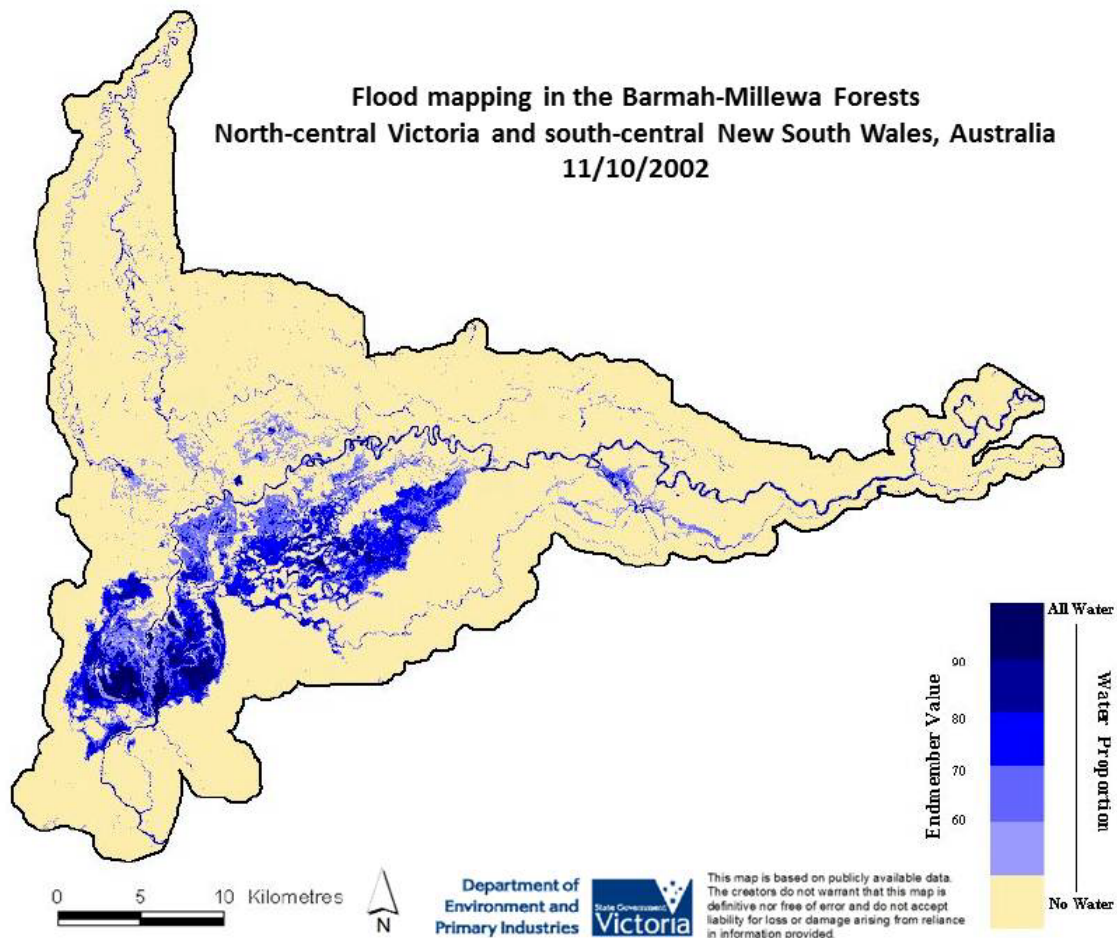 Flood mapping in the Barmah-Millewa Forests
North-central Victoria and south-central New South Wales, Australia
11/10/2002
All Water
90
80
70
60
Endmember Value
Water Proportion
No Water
0 5 10 Kilometres
N
Department of
Environment and
Primary Industries
State Government
Victoria
This map is based on publicly available data.
The creators do not warrant that this map is
definitive nor free of error and do not accept
liability for loss or damage arising from reliance
in information provided.